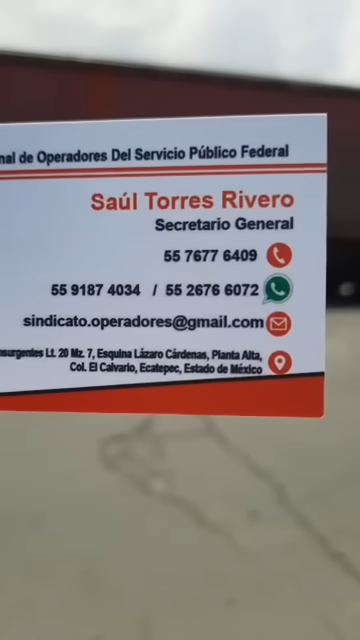 de Operadores Del Servicio Público Federal
Saúl Torres Rivero
Secretario General
55 7677 6409
55 9187 4034 / 55 2676 6072
sindicato.operadores@gmail.com
Lt. 20 Mz. 7, Esquina Lázaro Cárdenas, Planta Alta,
Col. El Calvario, Ecatepec, Estado de México